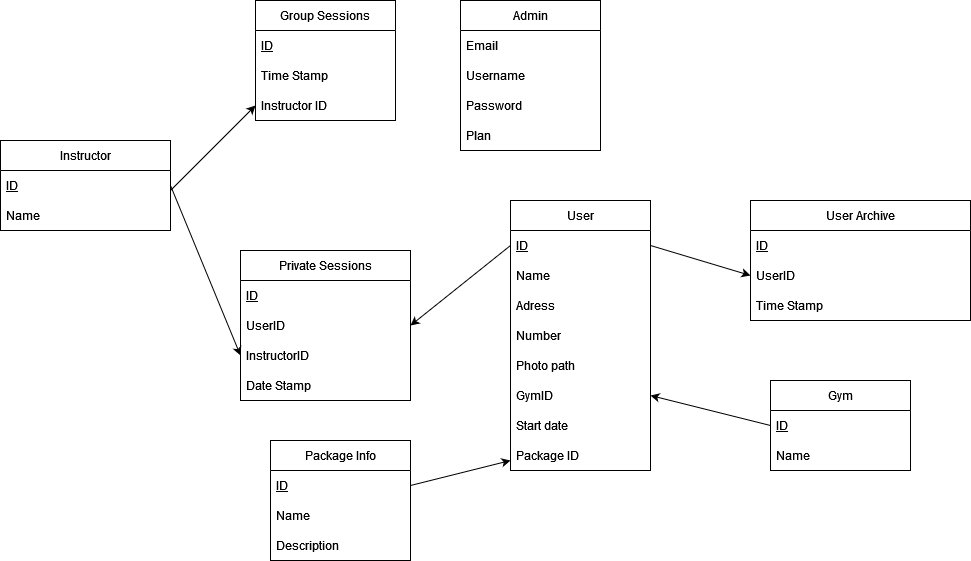 Group Sessions
ID
Time Stamp
Instructor ID
Admin
Email
Username
Password
Plan
Instructor
ID
Name
User
ID
Name
Adress
Number
Photo path
GymID
Start date
Package ID
User Archive
ID
UserID
Time Stamp
Private Sessions
ID
UserID
InstructorID
Date Stamp
Gym
ID
Name
Package Info
ID
Name
Description